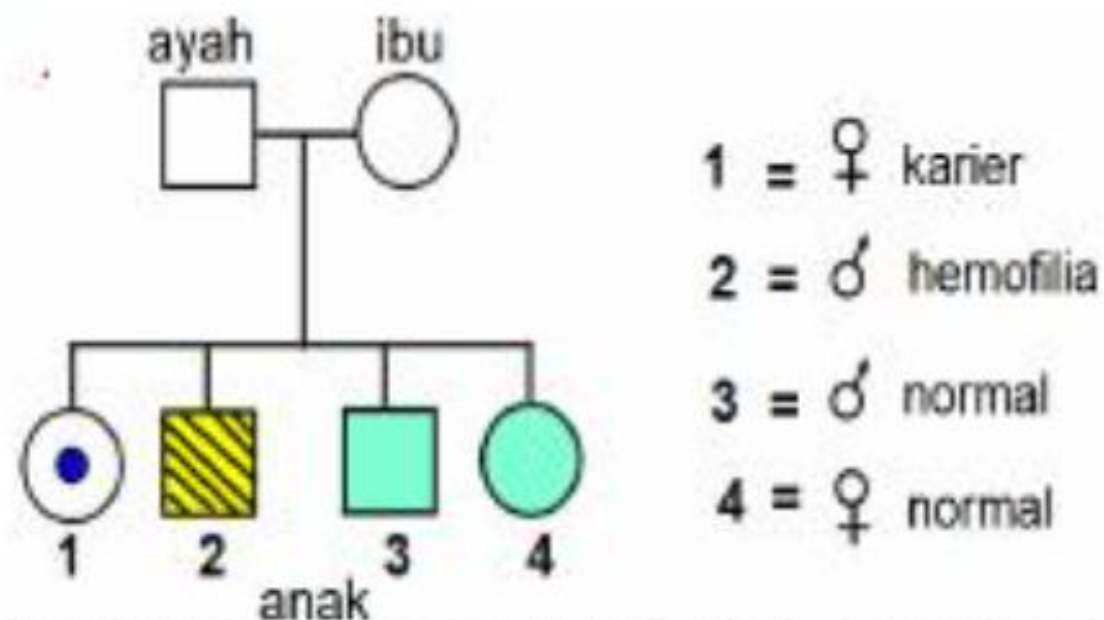 ayah ibu
1 = ♀ karier
2 = ♂ hemofilia
3 = ♂ normal
4 = ♀ normal
1 2 3 4
anak